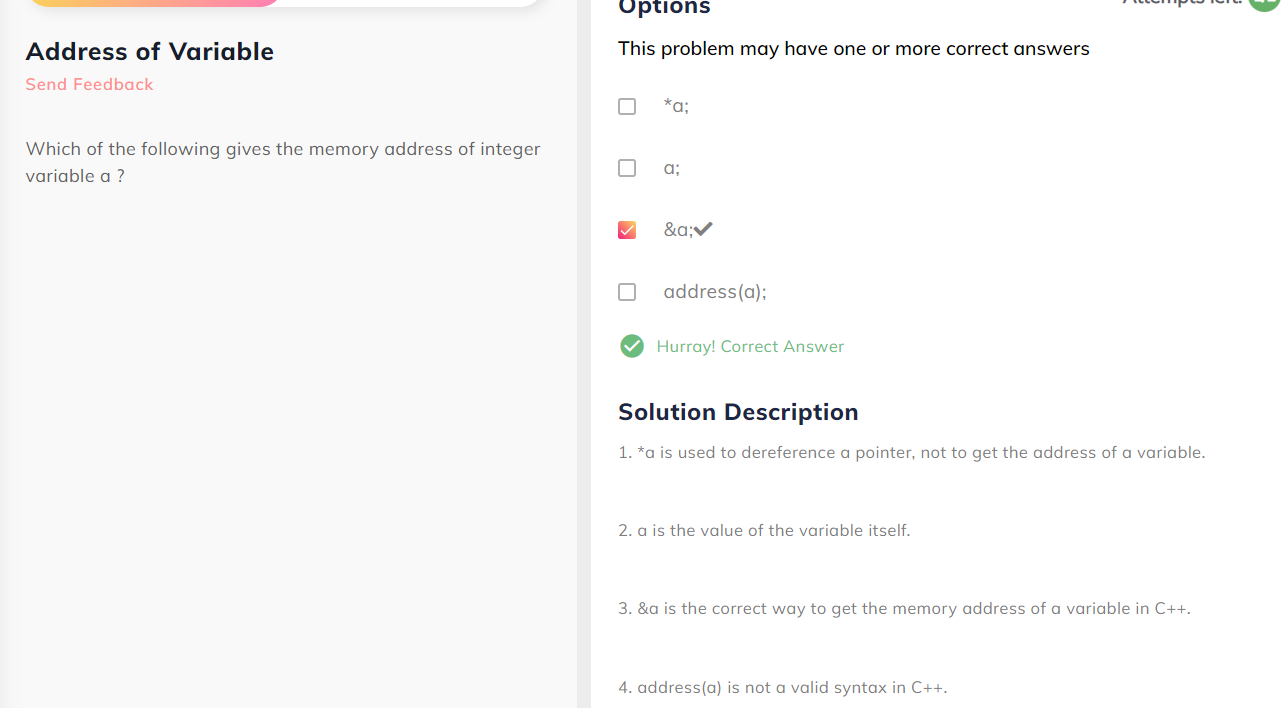 Address of Variable
Send Feedback
Which of the following gives the memory address of integer
variable a ?
Options
Attempts left:
This problem may have one or more correct answers
*a;
a;
&a;
address(a);
Hurray! Correct Answer
Solution Description
1. *a is used to dereference a pointer, not to get the address of a variable.
2. a is the value of the variable itself.
3. &a is the correct way to get the memory address of a variable in C++.
4. address(a) is not a valid syntax in C++.